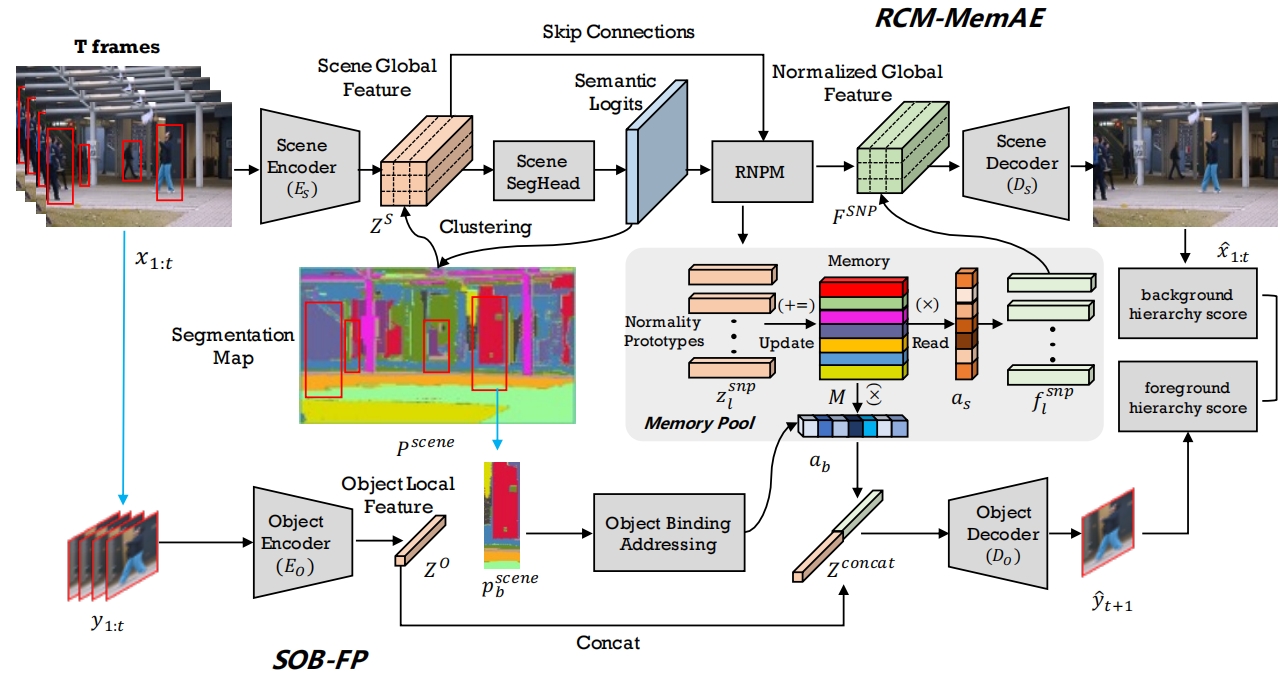 RCM-MemAE
T frames
Skip Connections
Scene Global
Feature
Semantic
Logits
Normalized Global
Feature
Scene
Encoder
(E_S)
Scene
SegHead
RNPM
Scene
Decoder
(D_S)
Z^S
Clustering
F^SNP
x_{1:t}
x̂_{1:t}
Segmentation
Map
Memory
Normality
Prototypes
(+=)
Update
(×)
Read
z_l^{snp}
M
(×)
a_s
f_l^{snp}
Memory Pool
background
hierarchy score
foreground
hierarchy score
P^{scene}
a_b
Object Local
Feature
Object
Encoder
(E_O)
Z^O
p_b^{scene}
Object Binding
Addressing
Z^{concat}
Object
Decoder
(D_O)
ŷ_{t+1}
y_{1:t}
Concat
SOB-FP